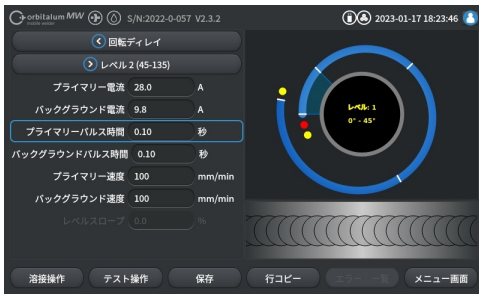 orbitalum MW S/N:2022-0-057 V2.3.2 2023-01-17 18:23:46
mobile welder
回転ディレイ
レベル 2 (45-135)
プライマリー電流 28.0 A
バックグラウンド電流 9.8 A
プライマリーパルス時間 0.10 秒
バックグラウンドパルス時間 0.10 秒
プライマリー速度 100 mm/min
バックグラウンド速度 100 mm/min
レベルスロープ 0.0 %
レベル: 1
0° - 45°
溶接操作 テスト操作 保存 行コピー エラー 一覧 メニュー画面